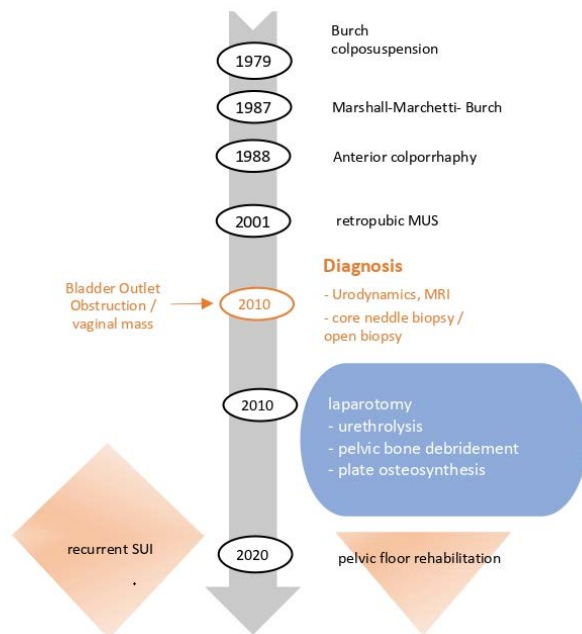 Burch
colposuspension
1979
1987
Marshall-Marchetti- Burch
1988
Anterior colporrhaphy
2001
retropubic MUS
Diagnosis
Bladder Outlet
Obstruction /
vaginal mass
2010
- Urodynamics, MRI
- core neddle biopsy /
open biopsy
2010
laparotomy
- urethrolysis
- pelvic bone debridement
- plate osteosynthesis
recurrent SUI
.
2020
pelvic floor rehabilitation